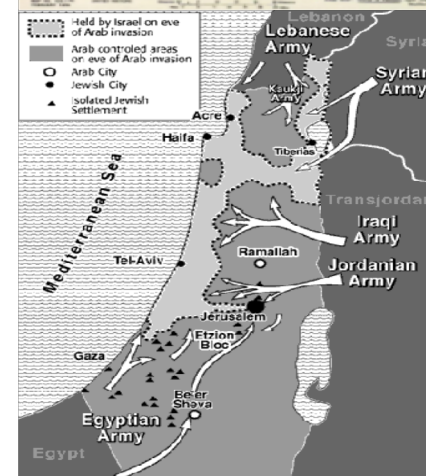 Held by Israel on eve
of Arab invasion
Arab controled areas
on eve of Arab invasion
Arab City
Jewish City
Isolated Jewish
Settlement
Lebanon
Lebanese
Army
Syria
Syrian
Army
Kaukji
Army
Acre
Haifa
Tiberias
Mediterranean Sea
Transjordan
Iraqi
Army
Ramallah
Tel-Aviv
Jordanian
Army
Jerusalem
Etzion
Bloc
Gaza
Be'er
Sheva
Egyptian
Army
Egypt